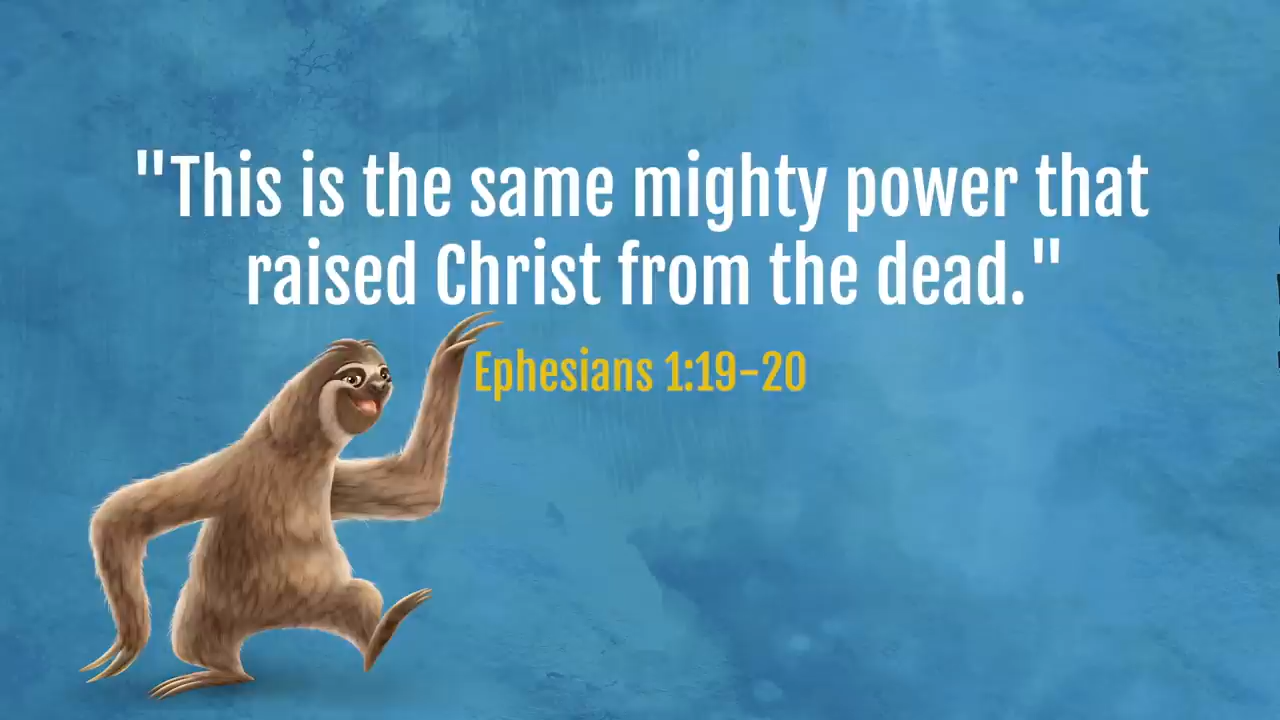 "This is the same mighty power that
raised Christ from the dead."
Ephesians 1:19-20